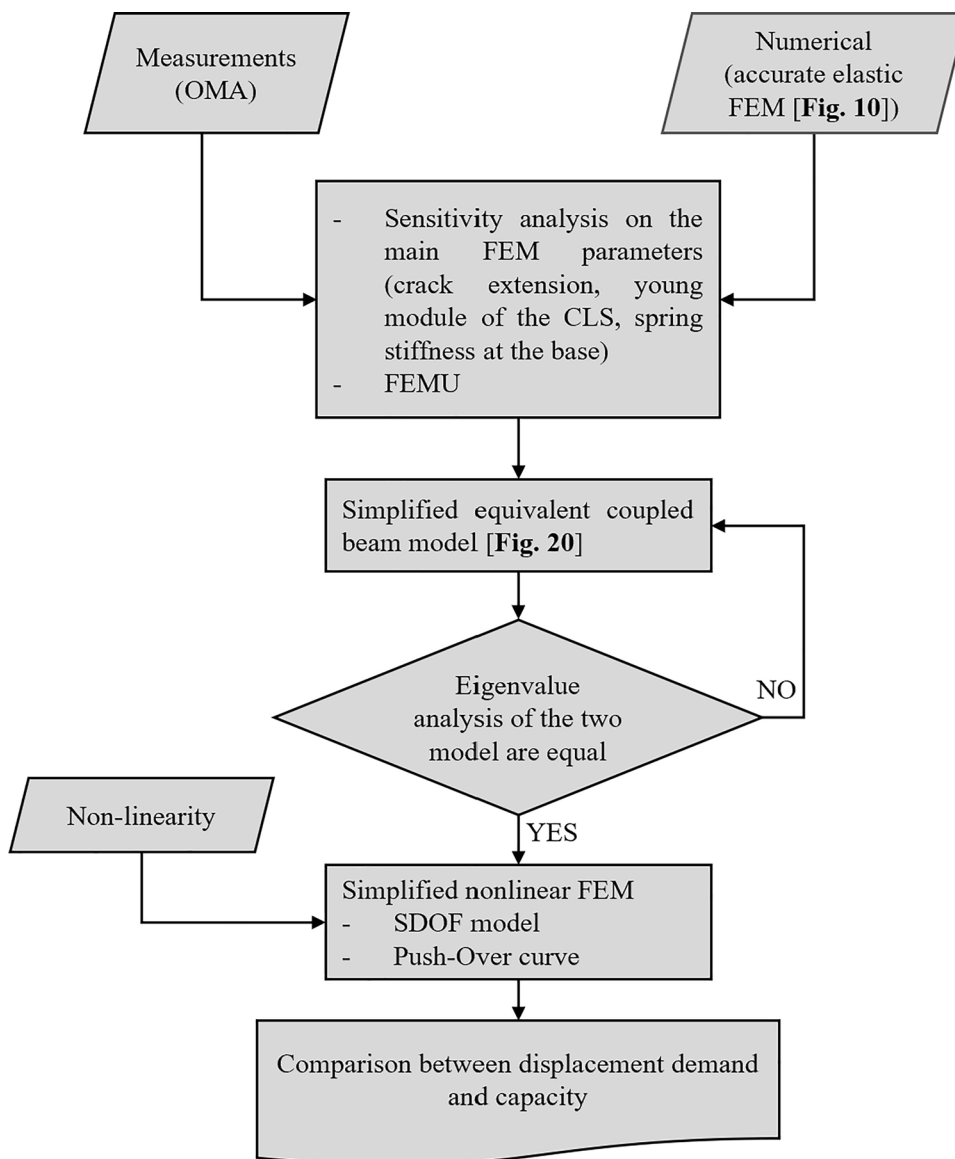 Measurements
(OMA)
Numerical
(accurate elastic
FEM [Fig. 10])
- Sensitivity analysis on the
main FEM parameters
(crack extension, young
module of the CLS, spring
stiffness at the base)
- FEMU
Simplified equivalent coupled
beam model [Fig. 20]
Eigenvalue
analysis of the two
model are equal
NO
YES
Non-linearity
Simplified nonlinear FEM
- SDOF model
- Push-Over curve
Comparison between displacement demand
and capacity